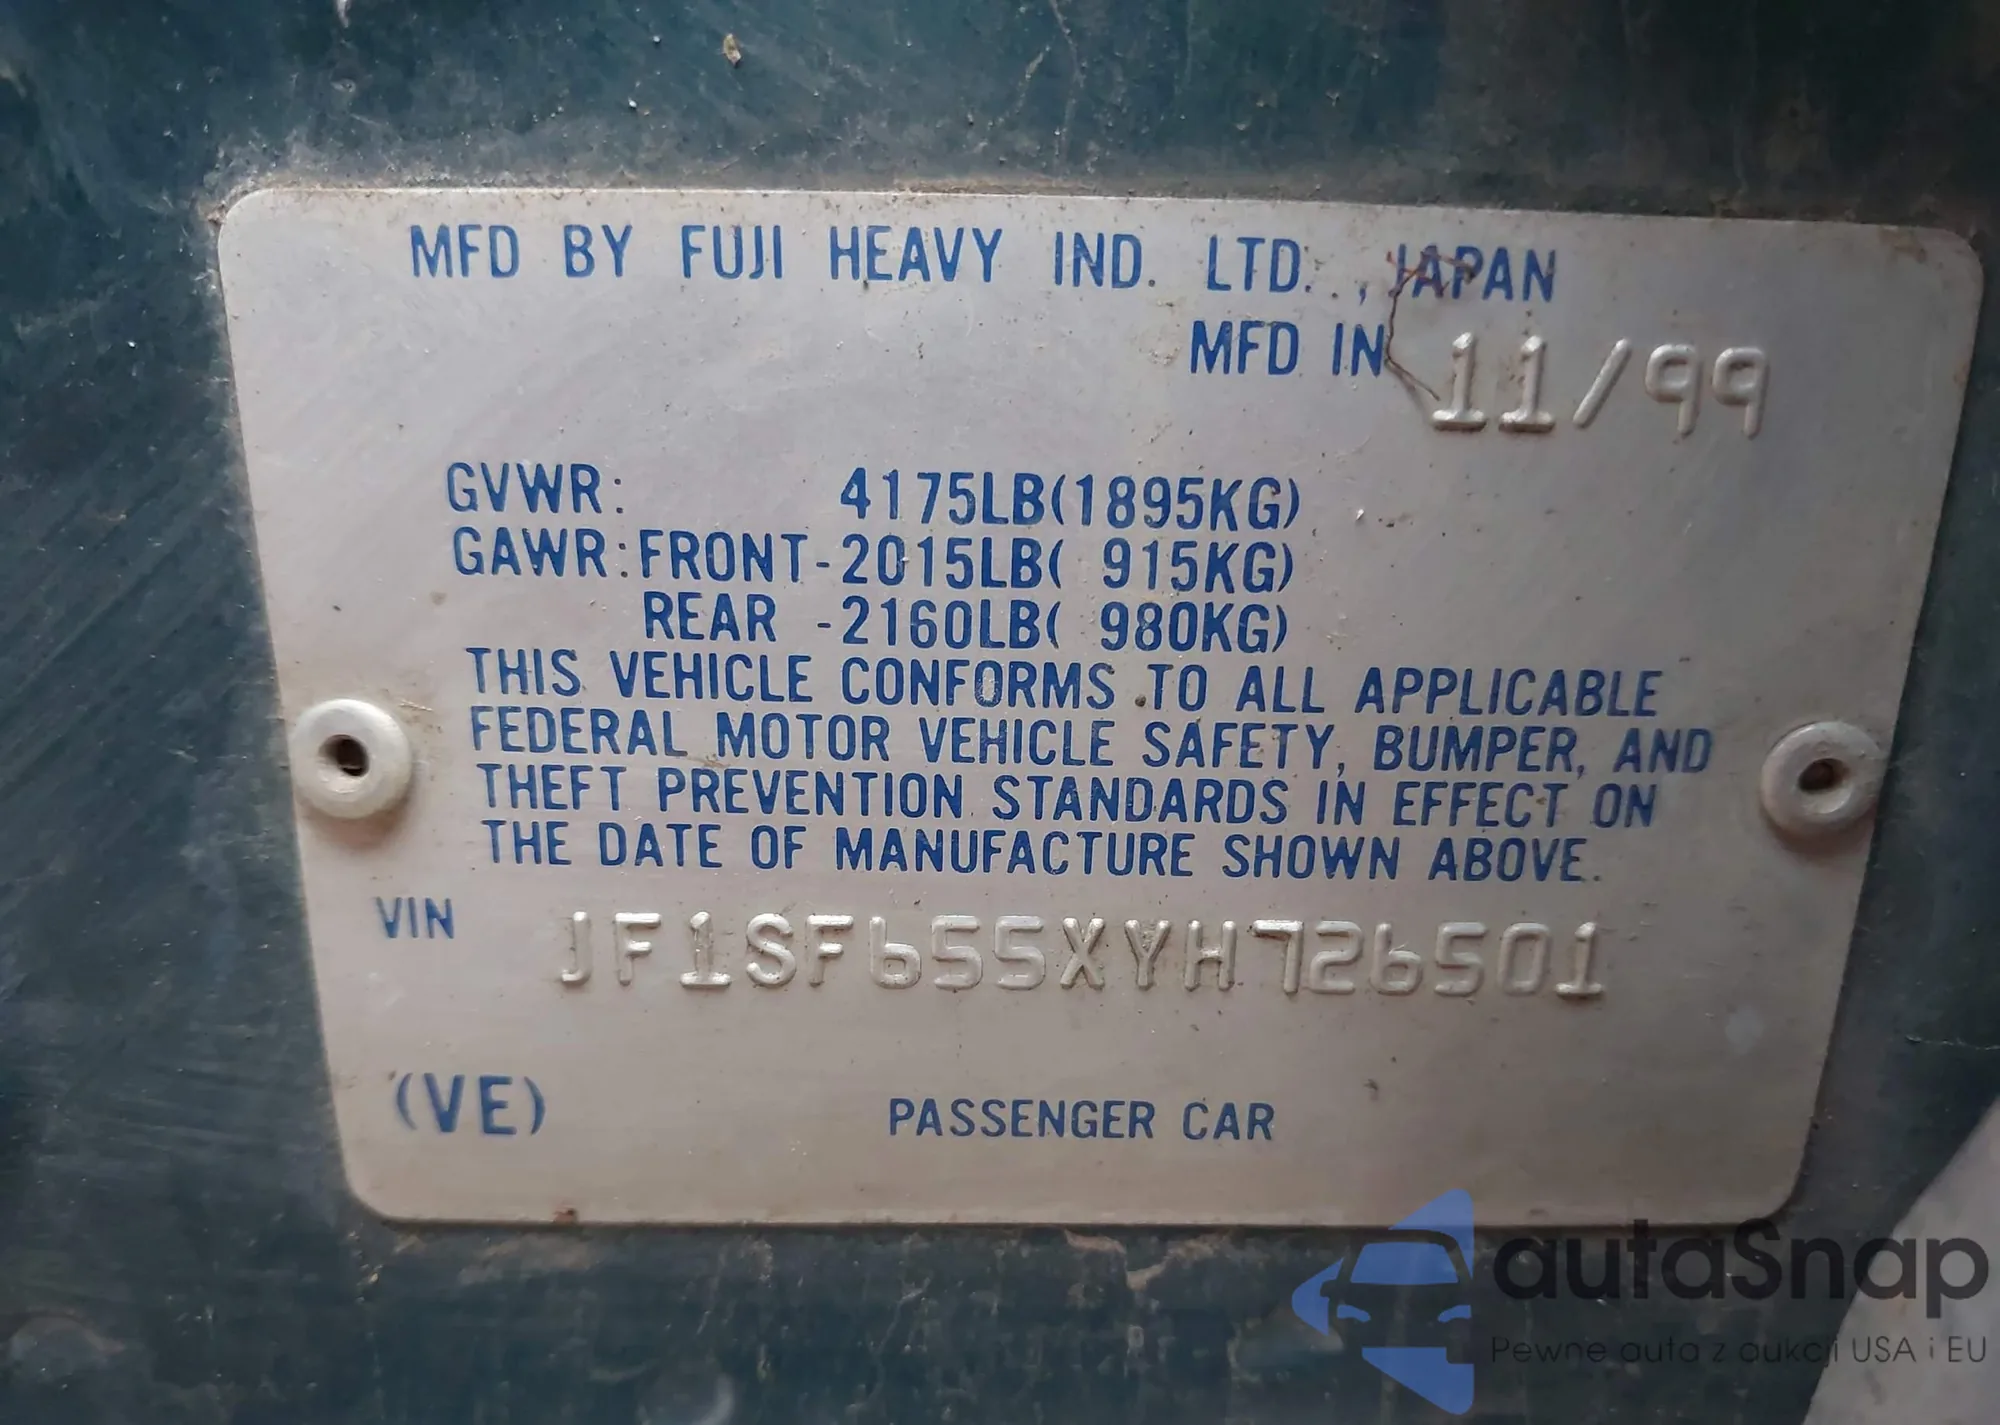 MFD BY FUJI HEAVY IND. LTD. , JAPAN
MFD IN 11/99
GVWR: 4175LB(1895KG)
GAWR:FRONT-2015LB( 915KG)
REAR -2160LB( 980KG)
THIS VEHICLE CONFORMS TO ALL APPLICABLE
FEDERAL MOTOR VEHICLE SAFETY, BUMPER, AND
THEFT PREVENTION STANDARDS IN EFFECT ON
THE DATE OF MANUFACTURE SHOWN ABOVE.
VIN JF1SF655XYH726501
(VE) PASSENGER CAR
autaSnap
Pewne auta z aukcji USA i EU